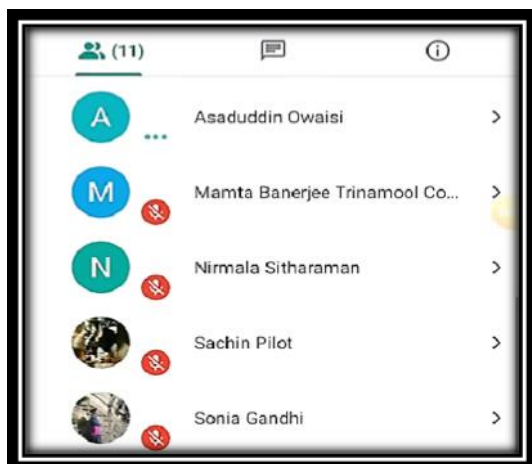 (11)
A
Asaduddin Owaisi
M
Mamta Banerjee Trinamool Co...
N
Nirmala Sitharaman
Sachin Pilot
Sonia Gandhi